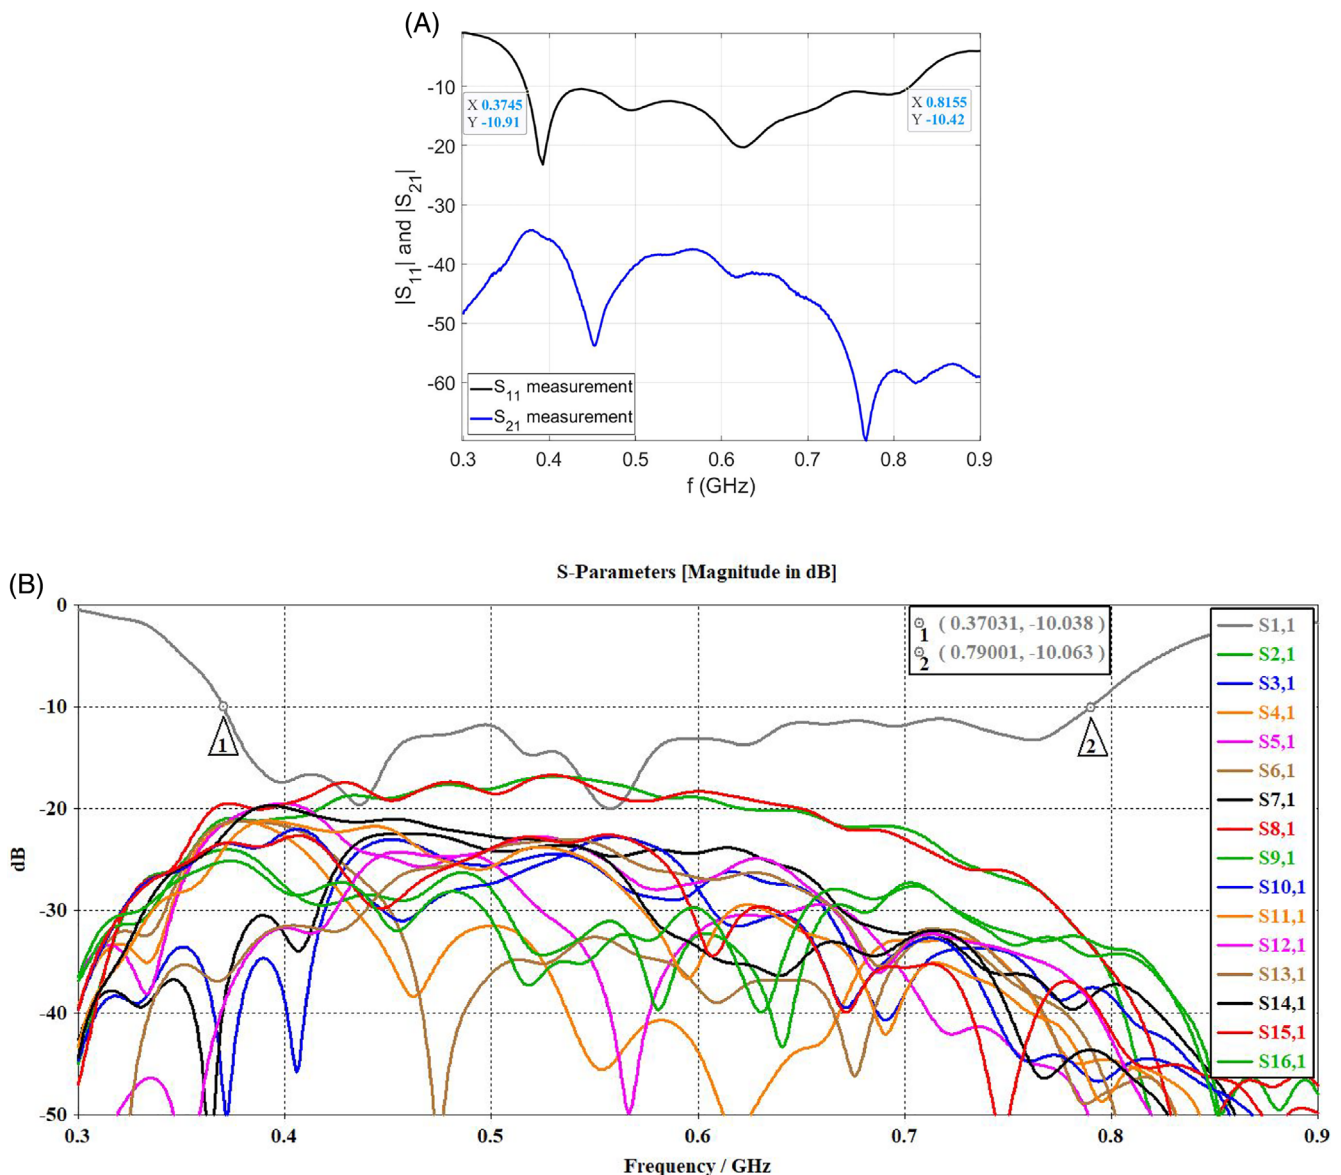 (A)
-10
-20
-30
-40
-50
-60
|S11| and |S21|
X 0.3745
Y -10.91
X 0.8155
Y -10.42
S11 measurement
S21 measurement
0.3 0.4 0.5 0.6 0.7 0.8 0.9
f (GHz)
(B)
S-Parameters [Magnitude in dB]
0
-10
-20
-30
-40
-50
dB
1 ( 0.37031, -10.038 )
2 ( 0.79001, -10.063 )
1
2
S1,1
S2,1
S3,1
S4,1
S5,1
S6,1
S7,1
S8,1
S9,1
S10,1
S11,1
S12,1
S13,1
S14,1
S15,1
S16,1
0.3 0.4 0.5 0.6 0.7 0.8 0.9
Frequency / GHz